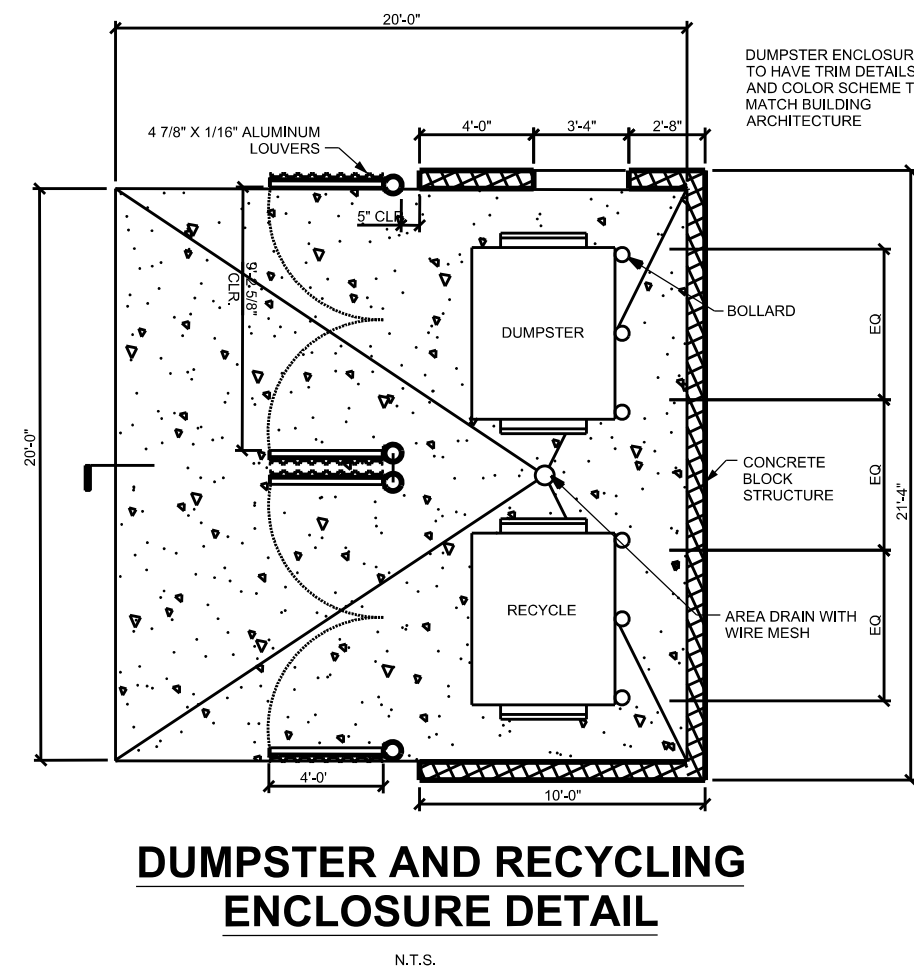 20'-0"
DUMPSTER ENCLOSUR
TO HAVE TRIM DETAILS
AND COLOR SCHEME T
MATCH BUILDING
ARCHITECTURE
4 7/8" X 1/16" ALUMINUM
LOUVERS
4'-0"
3'-4"
2'-8"
5" CLR
9'-2 5/8"
CLR
DUMPSTER
BOLLARD
EQ
20'-0"
CONCRETE
BLOCK
STRUCTURE
EQ
21'-4"
RECYCLE
AREA DRAIN WITH
WIRE MESH
EQ
4'-0'
10'-0"
DUMPSTER AND RECYCLING
ENCLOSURE DETAIL
N.T.S.